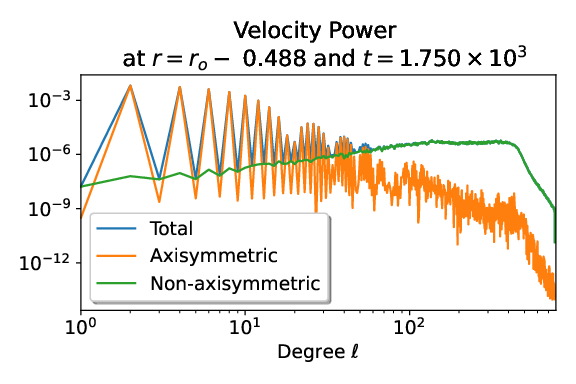 Velocity Power
at r = r_o − 0.488 and t = 1.750 × 10^3
10^−3
10^−6
10^−9
10^−12
Total
Axisymmetric
Non-axisymmetric
10^0
10^1
10^2
Degree ℓ